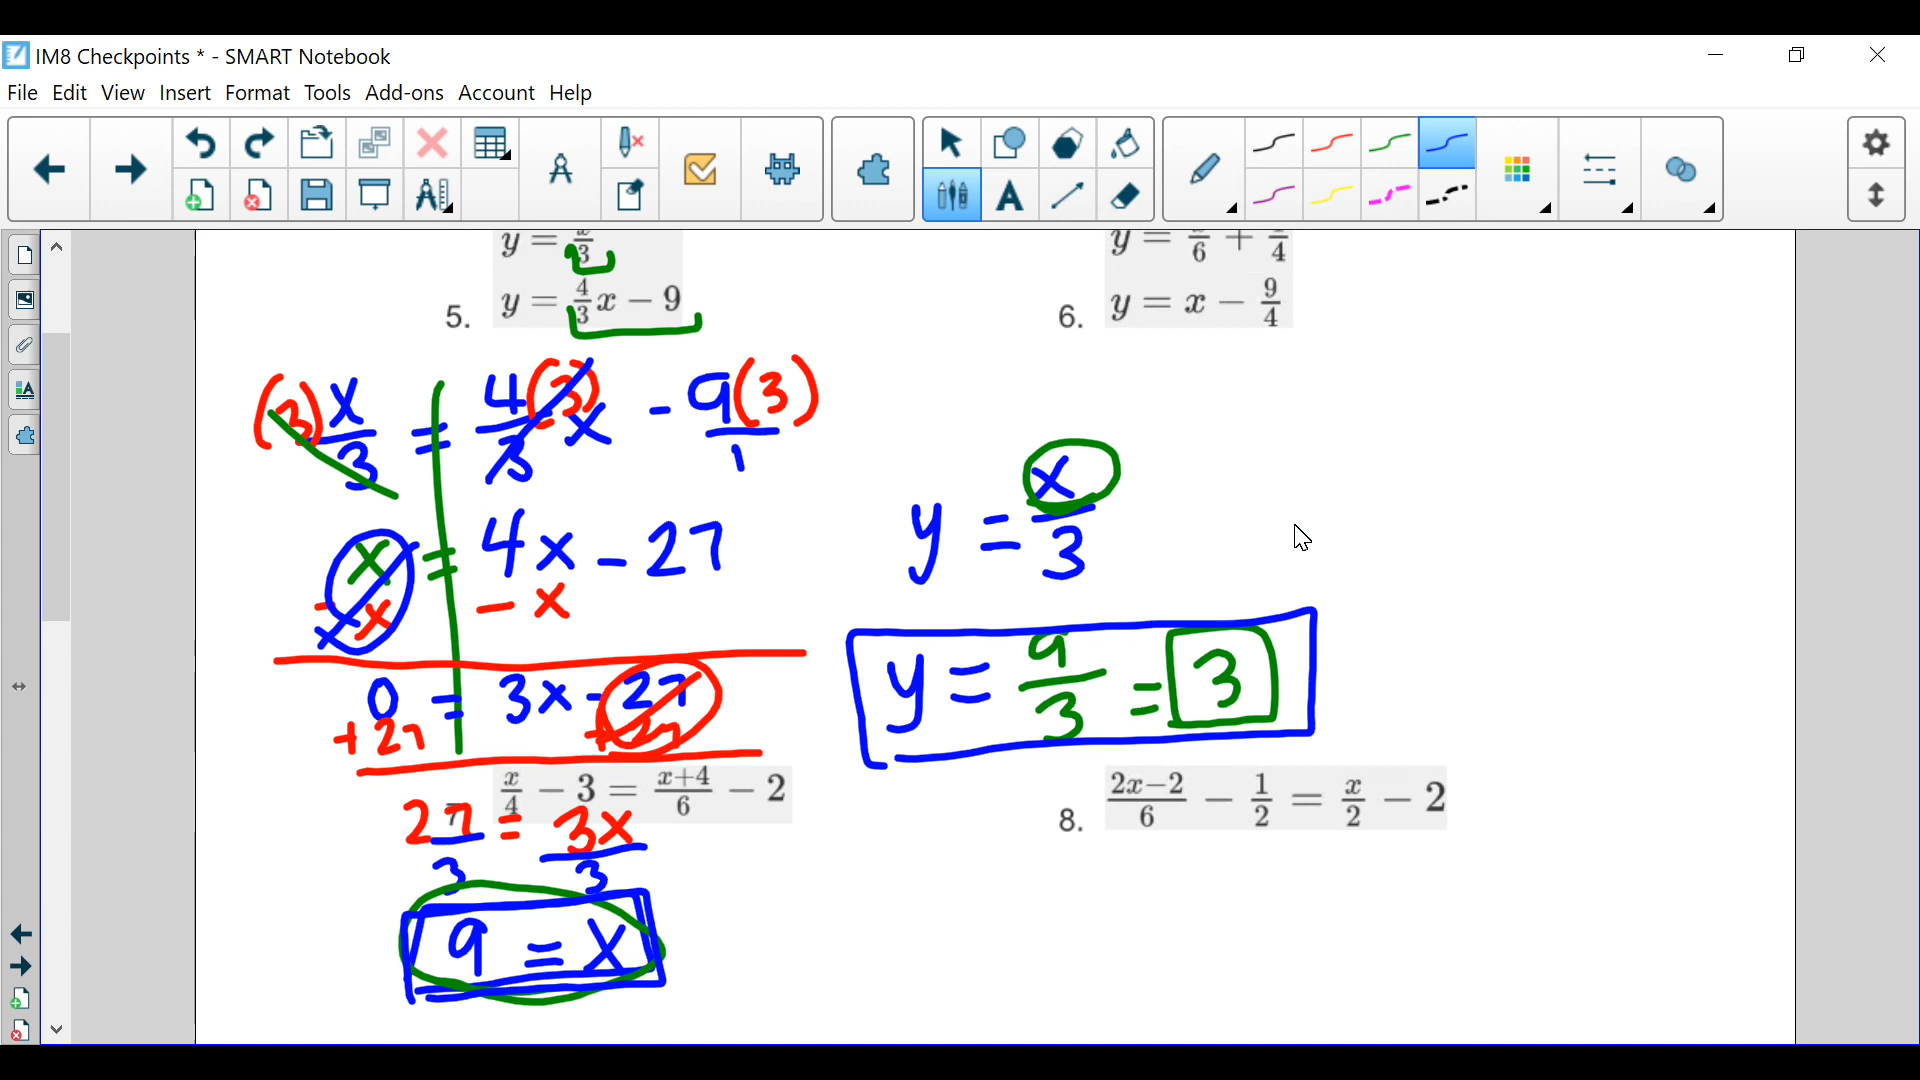 IM8 Checkpoints * - SMART Notebook
File Edit View Insert Format Tools Add-ons Account Help
y = x/3
5. y = 4/3 x − 9
6. y = x − 9/4
(3) x/3 = 4(3)/3 x - 9(3)/1
x = 4x - 27
- x - x
0 = 3x - 27
+27 +27
27/3 = 3x/3
9 = x
y = x/3
y = 9/3 = 3
7. x/4 − 3 = (x+4)/6 − 2
8. (2x−2)/6 − 1/2 = x/2 − 2